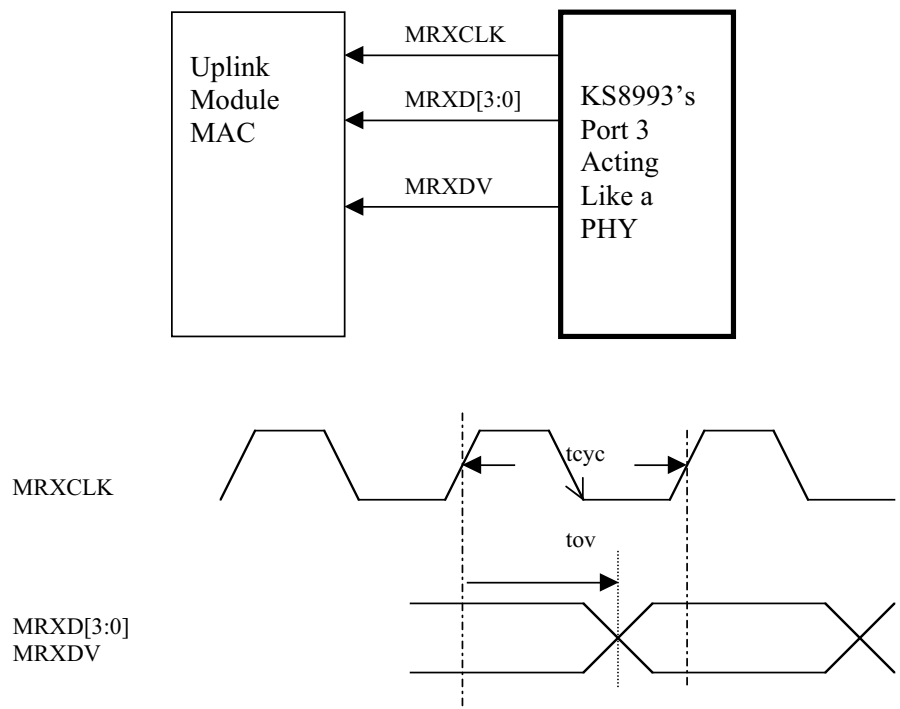 Uplink
Module
MAC
MRXCLK
MRXD[3:0]
MRXDV
KS8993’s
Port 3
Acting
Like a
PHY
MRXCLK
tcyc
tov
MRXD[3:0]
MRXDV